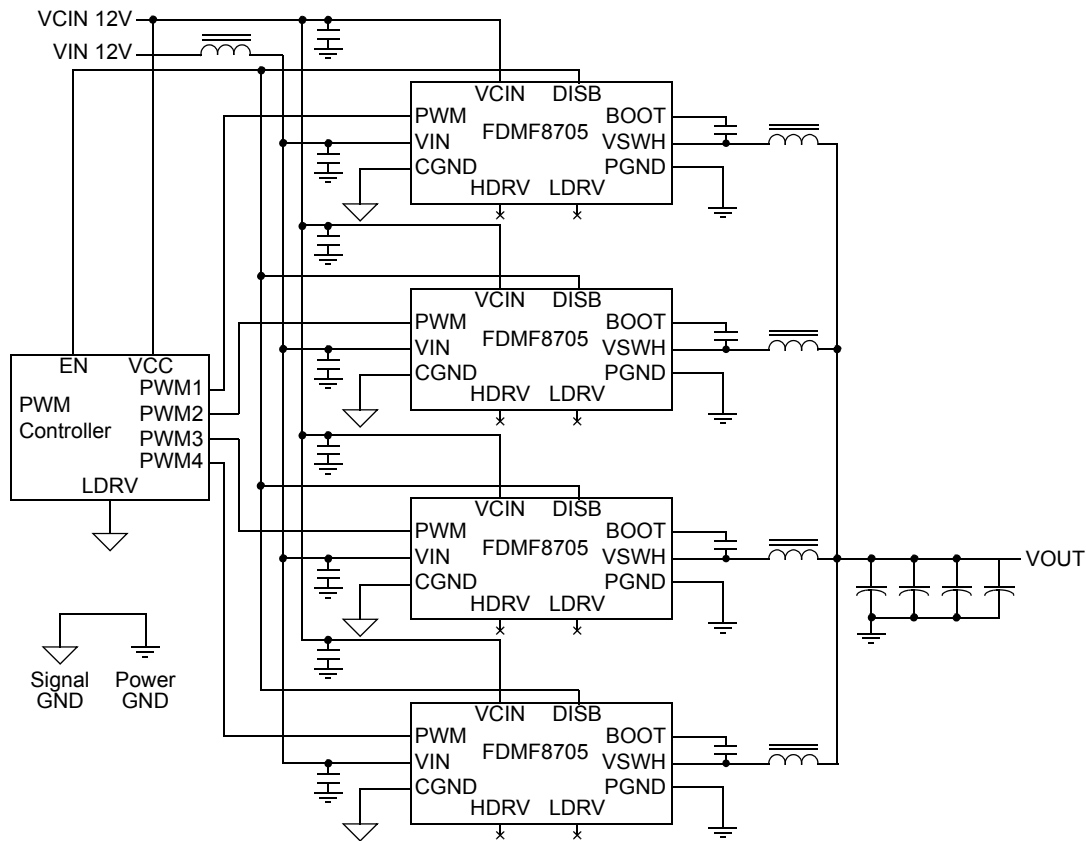 VCIN 12V
VIN 12V
VCIN DISB
PWM
BOOT
FDMF8705
VIN
VSWH
CGND
PGND
HDRV LDRV
VCIN DISB
PWM
BOOT
FDMF8705
VIN
VSWH
CGND
PGND
HDRV LDRV
EN VCC
PWM1
PWM Controller
PWM2
PWM3
PWM4
LDRV
VCIN DISB
PWM
BOOT
FDMF8705
VIN
VSWH
CGND
PGND
HDRV LDRV
VOUT
Signal GND
Power GND
VCIN DISB
PWM
BOOT
FDMF8705
VIN
VSWH
CGND
PGND
HDRV LDRV